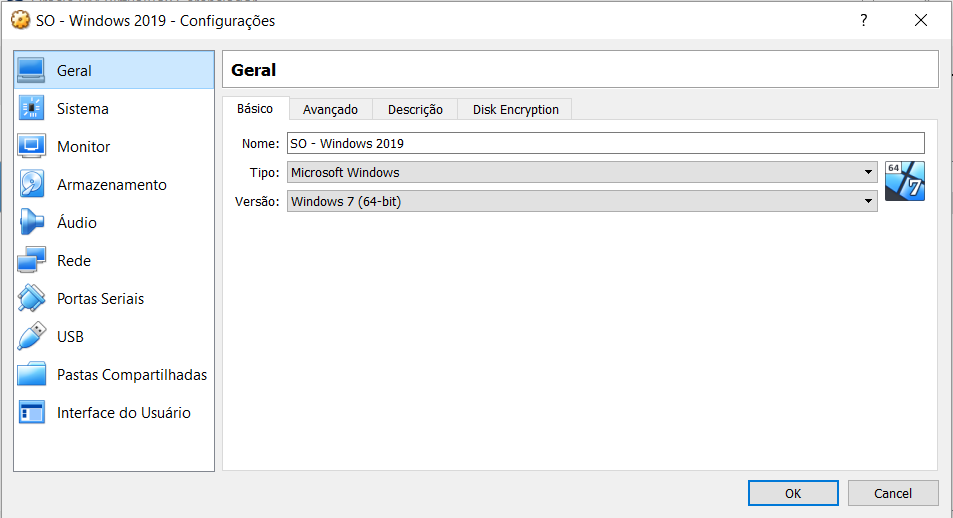 SO - Windows 2019 - Configurações
?
Geral
Sistema
Monitor
Armazenamento
Áudio
Rede
Portas Seriais
USB
Pastas Compartilhadas
Interface do Usuário
Geral
Básico Avançado Descrição Disk Encryption
Nome: SO - Windows 2019
Tipo: Microsoft Windows
64
7
Versão: Windows 7 (64-bit)
OK Cancel